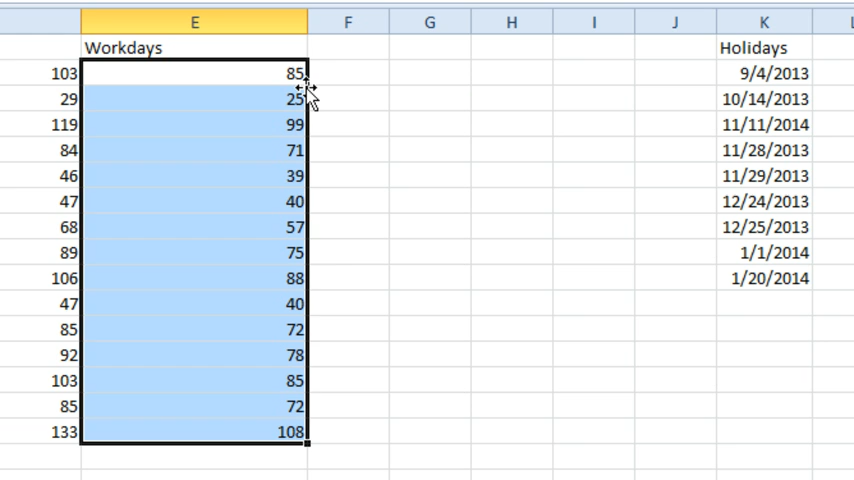 E F G H I J K L
Workdays Holidays
103 85 9/4/2013
29 25 10/14/2013
119 99 11/11/2014
84 71 11/28/2013
46 39 11/29/2013
47 40 12/24/2013
68 57 12/25/2013
89 75 1/1/2014
106 88 1/20/2014
47 40
85 72
92 78
103 85
85 72
133 108